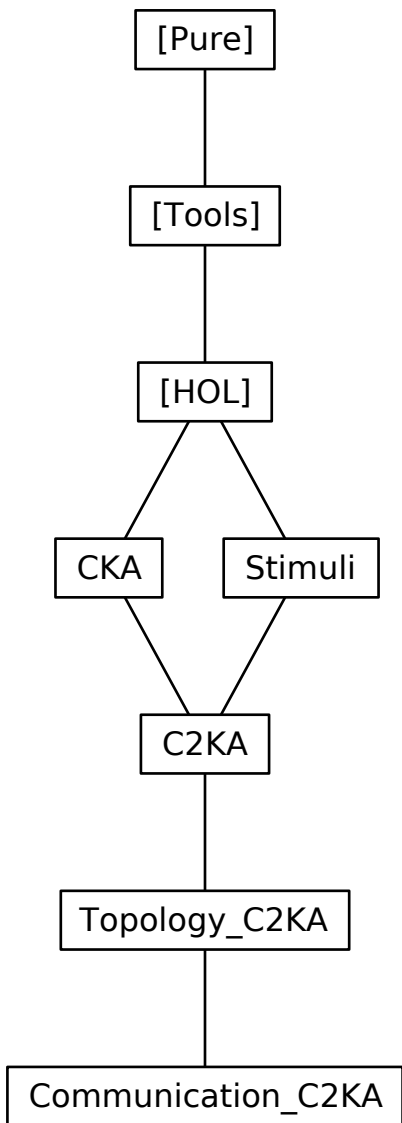 [Pure]
[Tools]
[HOL]
CKA
Stimuli
C2KA
Topology_C2KA
Communication_C2KA